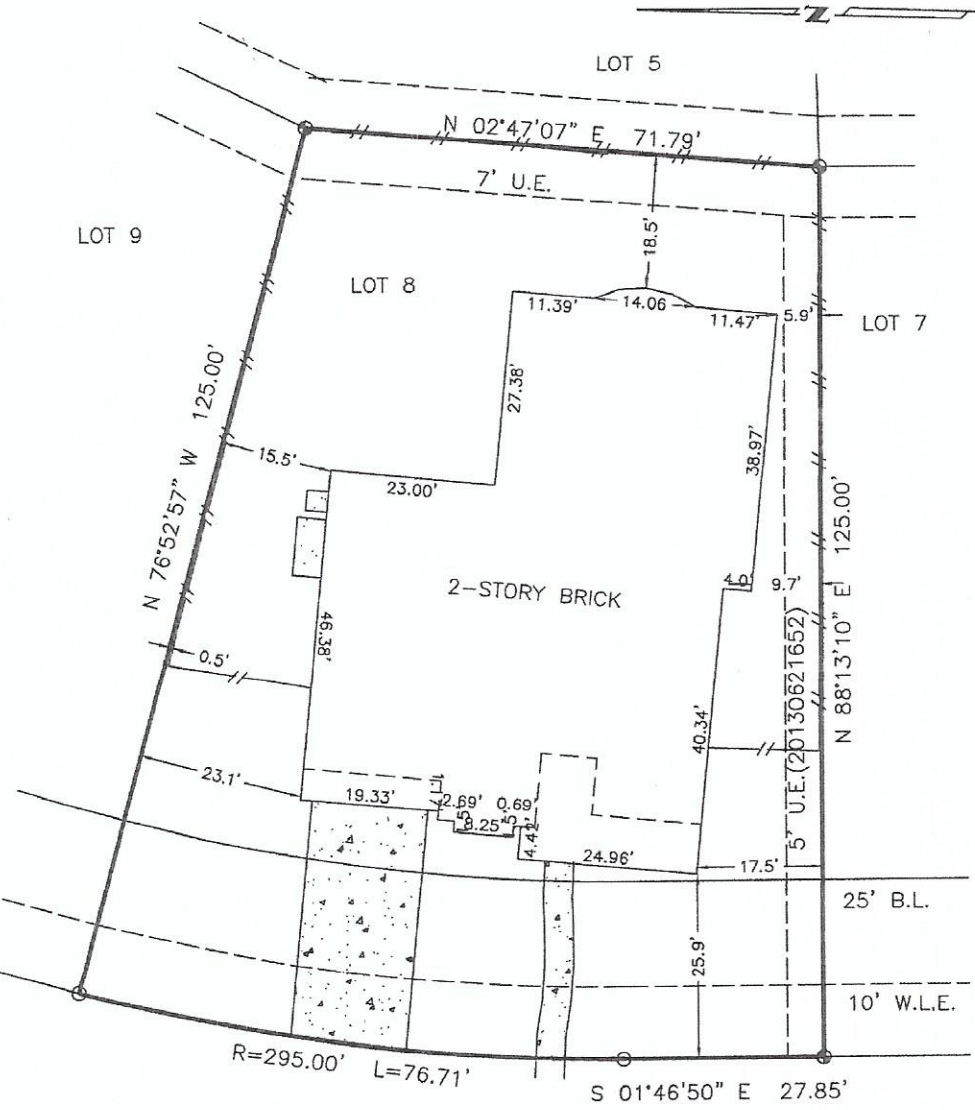 Z
LOT 5
N 02°47'07" E 71.79'
7' U.E.
LOT 9
18.5'
LOT 8
11.39'
14.06
11.47'
5.9'
LOT 7
27.38'
N 76°52'57" W 125.00'
15.5'
23.00'
38.97'
4.0'
9.7'
2-STORY BRICK
46.38'
0.5'
40.34'
5' U.E.(20130621652)
N 88°13'10" E 125.00'
23.1'
19.33'
2.69'
0.69'
8.25'
4.42'
24.96'
17.5'
25' B.L.
25.9'
10' W.L.E.
R=295.00' L=76.71'
S 01°46'50" E 27.85'